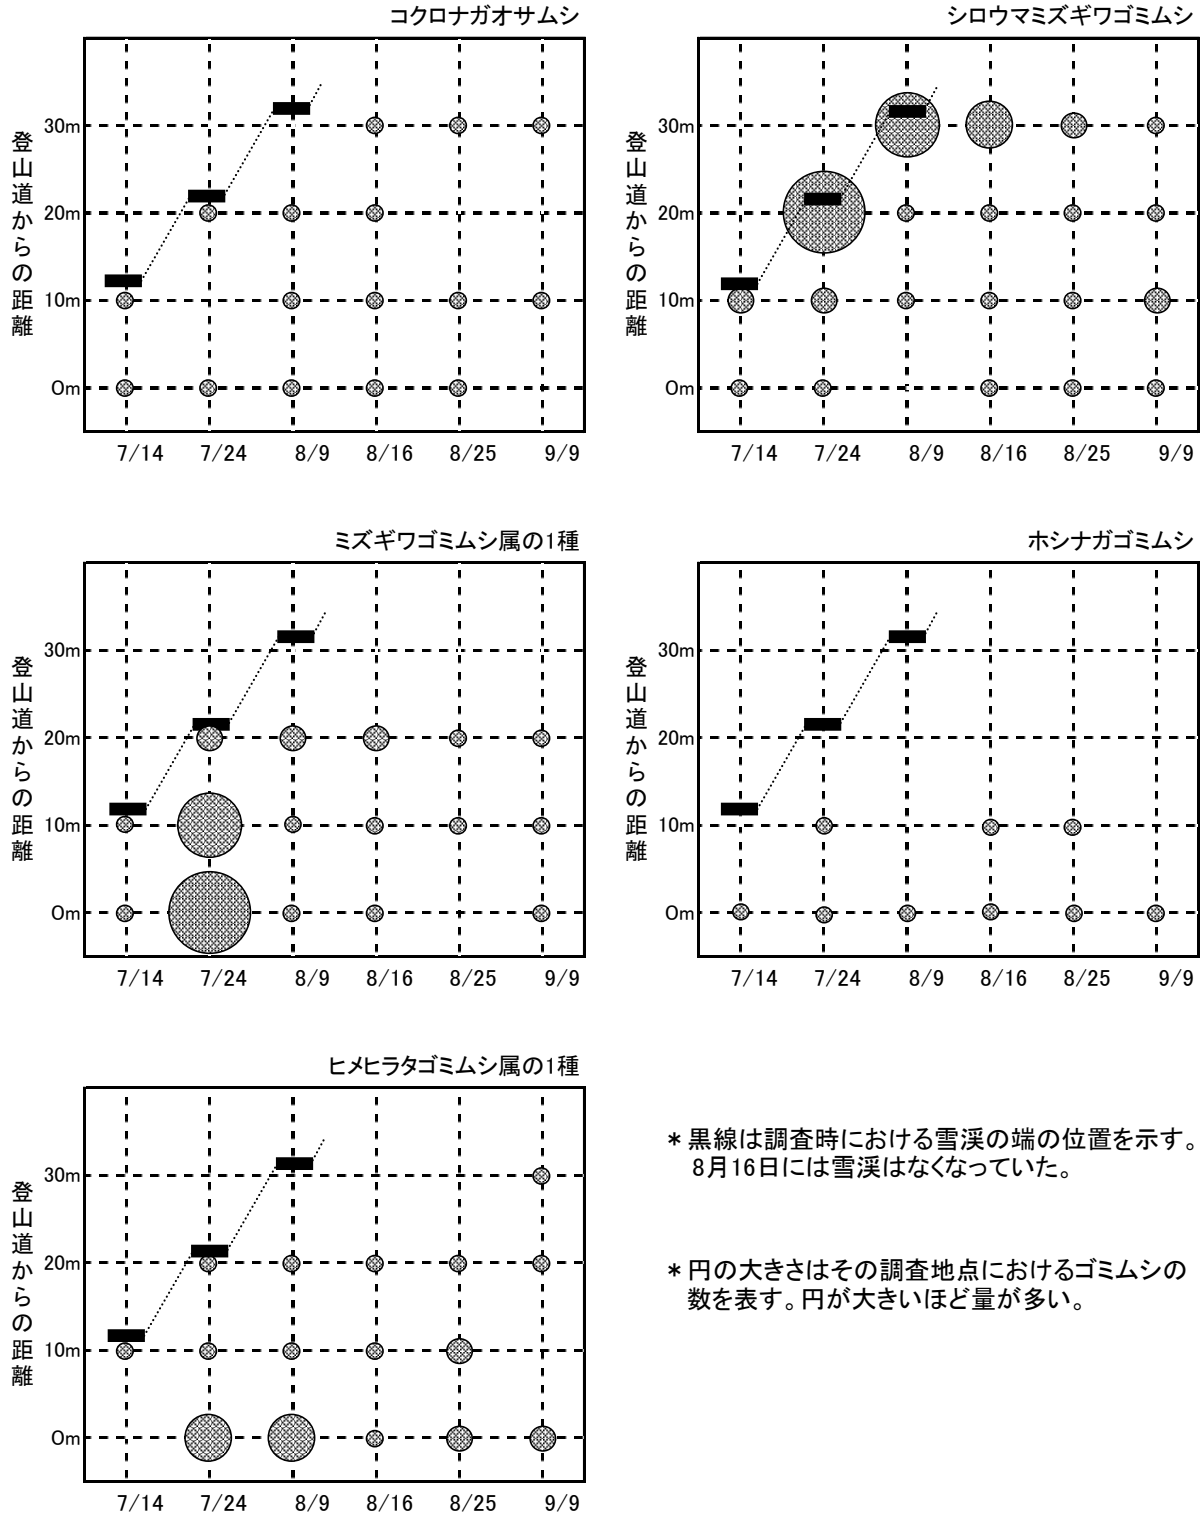 コクロナガオサムシ
登山道からの距離
30m
20m
10m
0m
7/14 7/24 8/9 8/16 8/25 9/9
シロウマミズギワゴミムシ
登山道からの距離
30m
20m
10m
0m
7/14 7/24 8/9 8/16 8/25 9/9
ミズギワゴミムシ属の1種
登山道からの距離
30m
20m
10m
0m
7/14 7/24 8/9 8/16 8/25 9/9
ホシナガゴミムシ
登山道からの距離
30m
20m
10m
0m
7/14 7/24 8/9 8/16 8/25 9/9
ヒメヒラタゴミムシ属の1種
登山道からの距離
30m
20m
10m
0m
7/14 7/24 8/9 8/16 8/25 9/9
＊黒線は調査時における雪渓の端の位置を示す。
8月16日には雪渓はなくなっていた。
＊円の大きさはその調査地点におけるゴミムシの
数を表す。円が大きいほど量が多い。